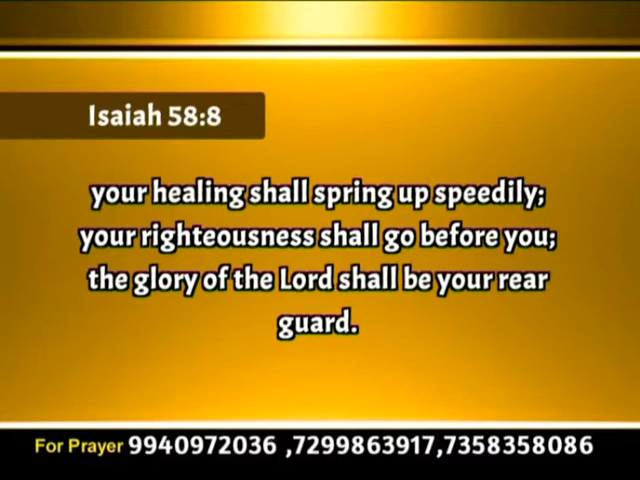 Isaiah 58:8
your healing shall spring up speedily;
your righteousness shall go before you;
the glory of the Lord shall be your rear
guard.
For Prayer 9940972036 ,7299863917,7358358086